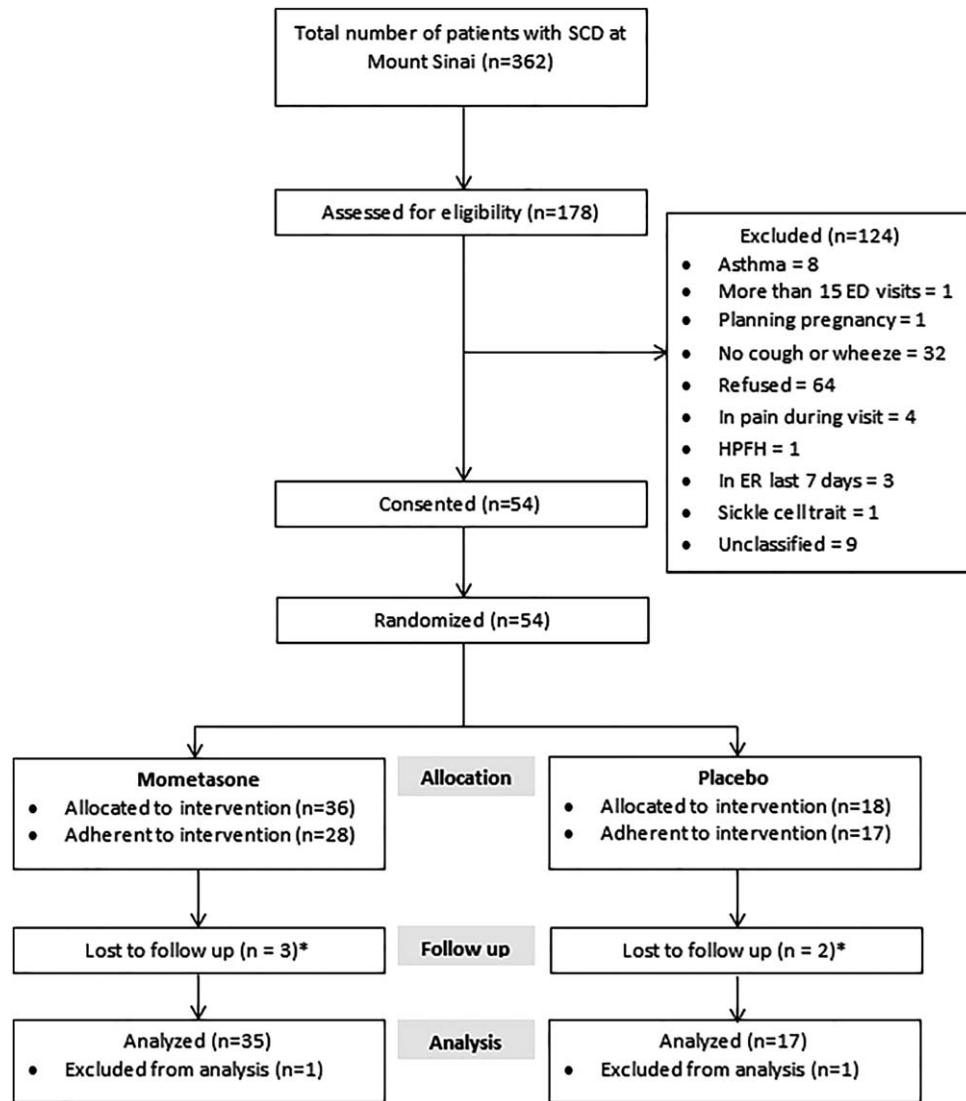 Total number of patients with SCD at
Mount Sinai (n=362)
Assessed for eligibility (n=178)
Excluded (n=124)
• Asthma = 8
• More than 15 ED visits = 1
• Planning pregnancy = 1
• No cough or wheeze = 32
• Refused = 64
• In pain during visit = 4
• HPFH = 1
• In ER last 7 days = 3
• Sickle cell trait = 1
• Unclassified = 9
Consented (n=54)
Randomized (n=54)
Mometasone
• Allocated to intervention (n=36)
• Adherent to intervention (n=28)
Allocation
Placebo
• Allocated to intervention (n=18)
• Adherent to intervention (n=17)
Lost to follow up (n = 3)*
Follow up
Lost to follow up (n = 2)*
Analyzed (n=35)
• Excluded from analysis (n=1)
Analysis
Analyzed (n=17)
• Excluded from analysis (n=1)